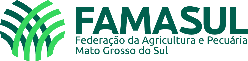 FAMASUL
Federação da Agricultura e Pecuária
Mato Grosso do Sul